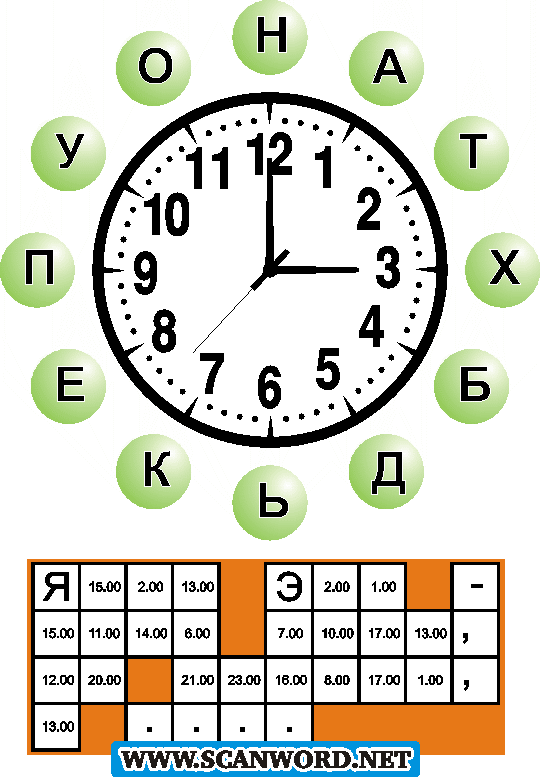 Н
О А
У Т
П Х
Е Б
К Д
Ь
12
11 1
10 2
9 3
8 4
7 5
6
Я 15.00 2.00 13.00 Э 2.00 1.00 -
15.00 11.00 14.00 6.00 7.00 10.00 17.00 13.00 ,
12.00 20.00 21.00 23.00 16.00 8.00 17.00 1.00 ,
13.00 . . . .
WWW.SCANWORD.NET